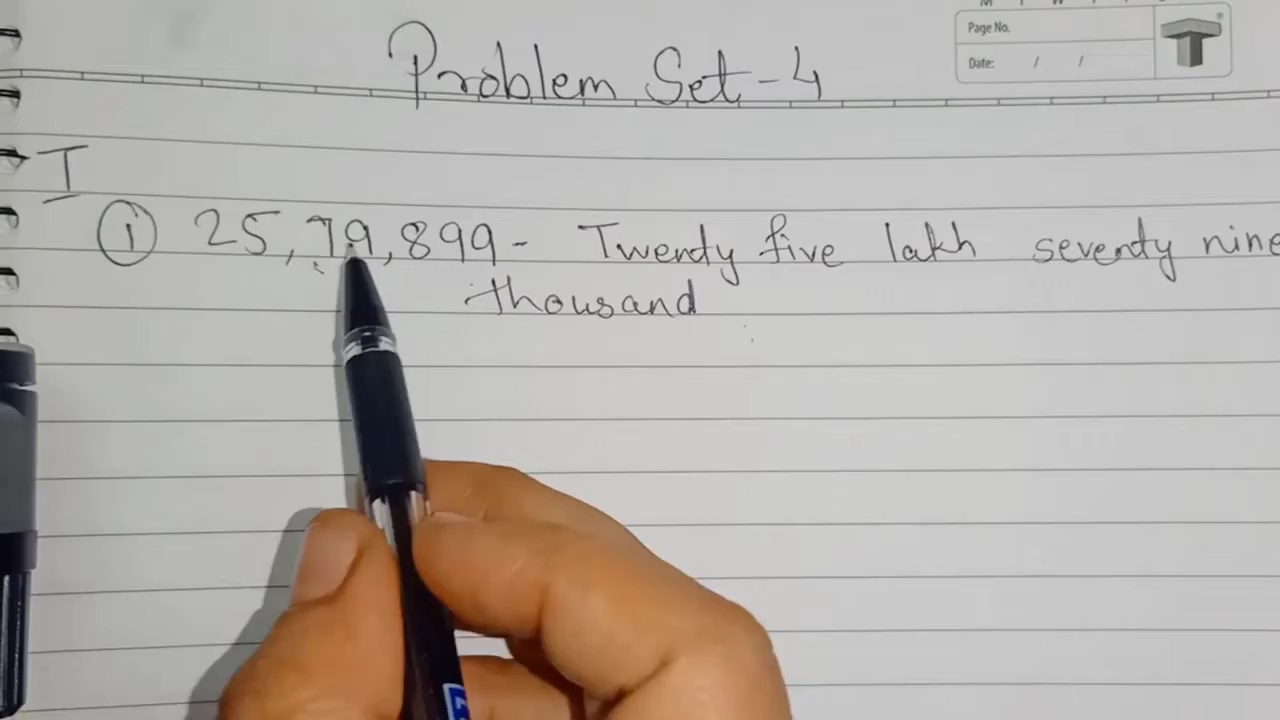 Page No.
Date: / /
Problem Set - 4
I
(i) 25,79,899 - Twenty five lakh seventy nine
thousand